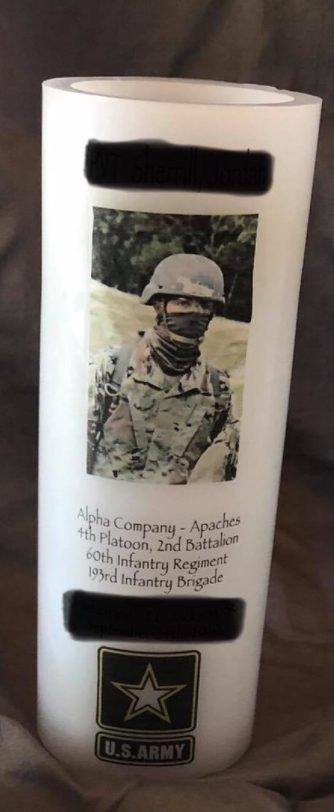 Alpha Company - Apaches
4th Platoon, 2nd Battalion
60th Infantry Regiment
193rd Infantry Brigade
U.S.ARMY